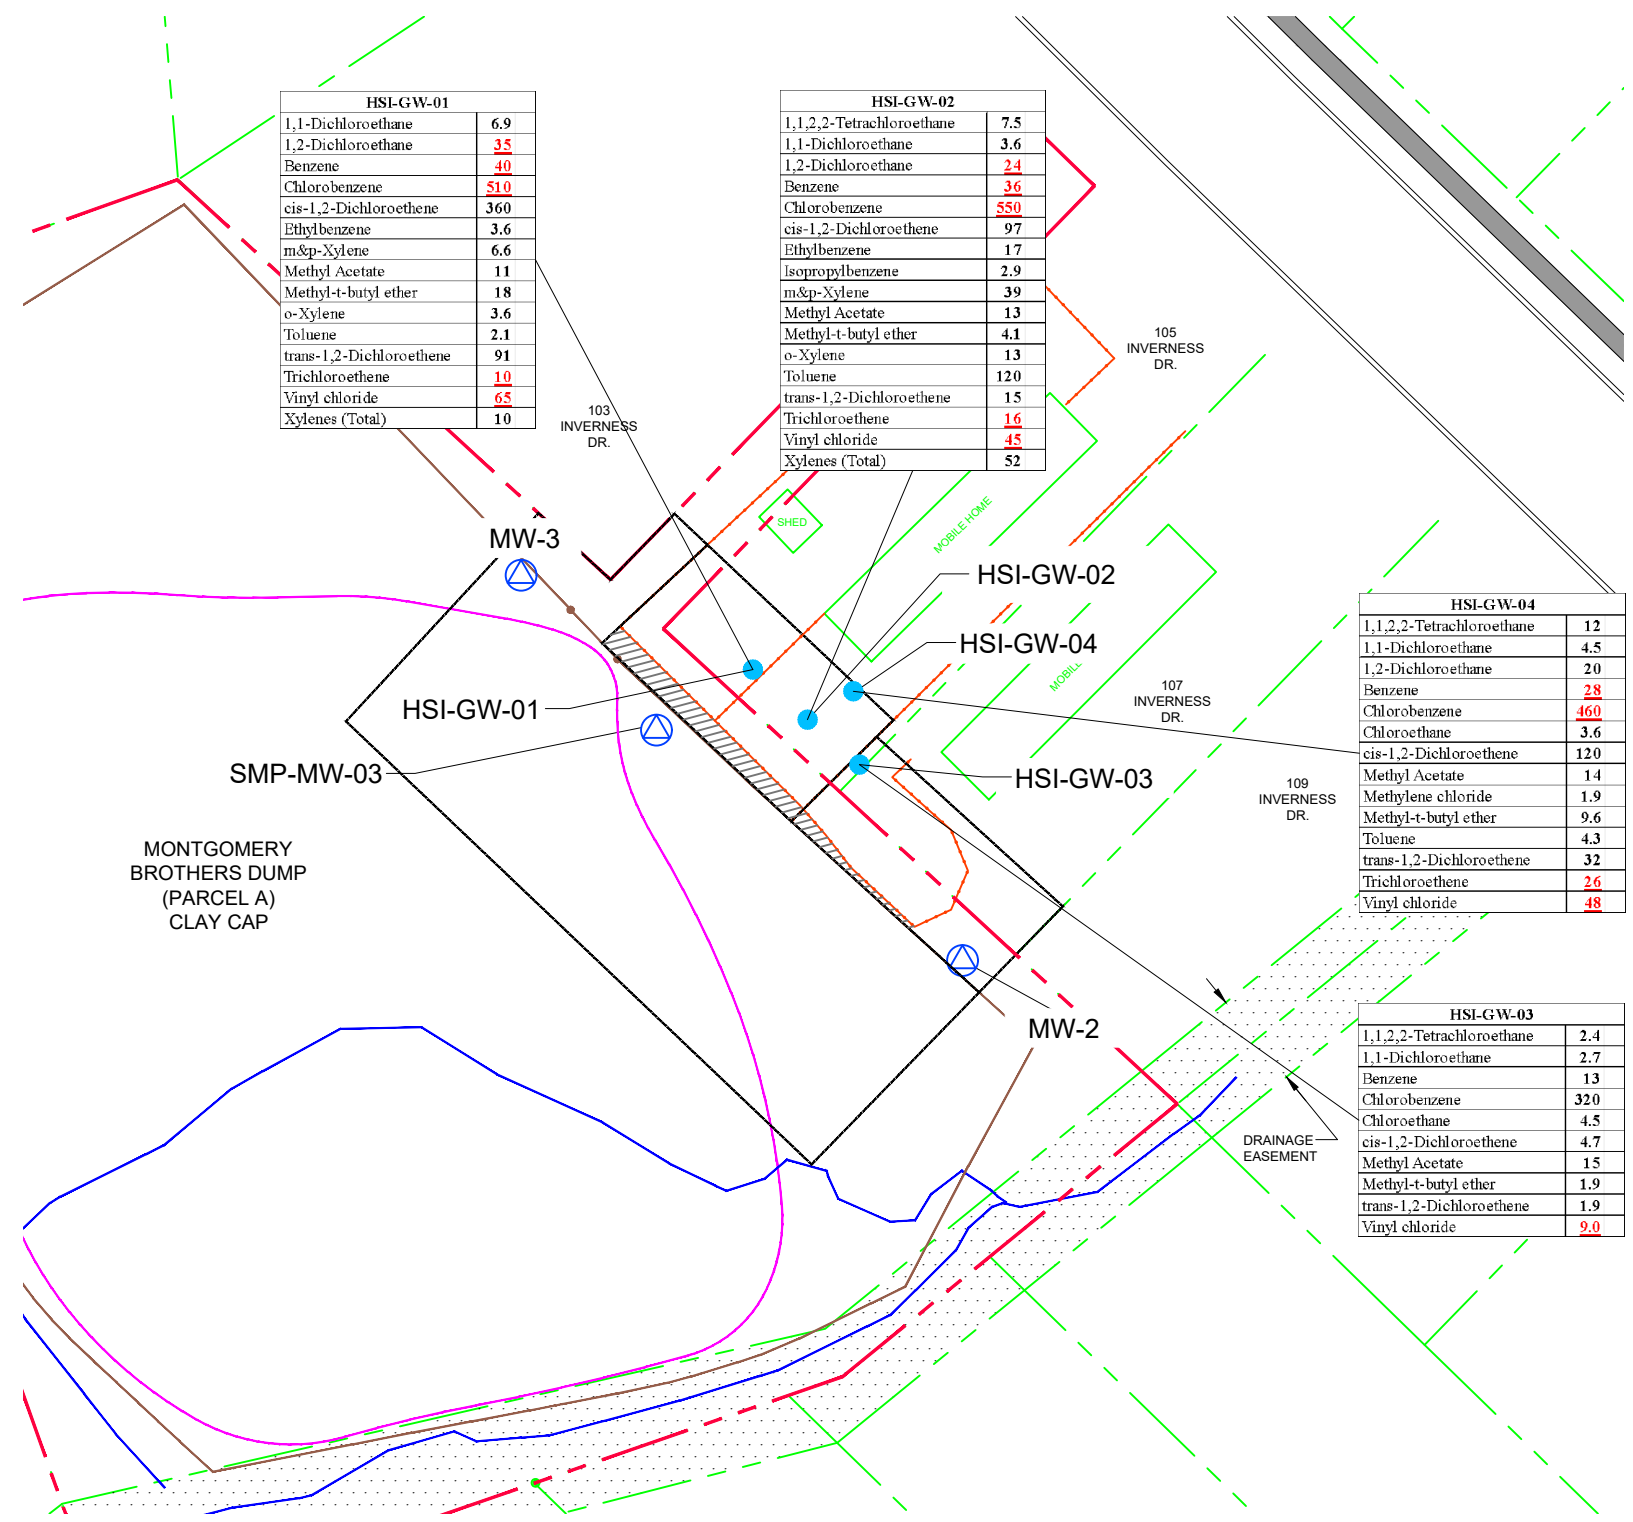 HSI-GW-01
1,1-Dichloroethane 6.9
1,2-Dichloroethane 35
Benzene 40
Chlorobenzene 510
cis-1,2-Dichloroethene 360
Ethylbenzene 3.6
m&p-Xylene 6.6
Methyl Acetate 11
Methyl-t-butyl ether 18
o-Xylene 3.6
Toluene 2.1
trans-1,2-Dichloroethene 91
Trichloroethene 10
Vinyl chloride 65
Xylenes (Total) 10
HSI-GW-02
1,1,2,2-Tetrachloroethane 7.5
1,1-Dichloroethane 3.6
1,2-Dichloroethane 24
Benzene 36
Chlorobenzene 550
cis-1,2-Dichloroethene 97
Ethylbenzene 17
Isopropylbenzene 2.9
m&p-Xylene 39
Methyl Acetate 13
Methyl-t-butyl ether 4.1
o-Xylene 13
Toluene 120
trans-1,2-Dichloroethene 15
Trichloroethene 16
Vinyl chloride 45
Xylenes (Total) 52
105
INVERNESS
DR.
103
INVERNESS
DR.
SHED
MOBILE HOME
MW-3
HSI-GW-02
HSI-GW-04
HSI-GW-01
SMP-MW-03
HSI-GW-03
107
INVERNESS
DR.
109
INVERNESS
DR.
MONTGOMERY
BROTHERS DUMP
(PARCEL A)
CLAY CAP
MW-2
HSI-GW-04
1,1,2,2-Tetrachloroethane 12
1,1-Dichloroethane 4.5
1,2-Dichloroethane 20
Benzene 28
Chlorobenzene 460
Chloroethane 3.6
cis-1,2-Dichloroethene 120
Methyl Acetate 14
Methylene chloride 1.9
Methyl-t-butyl ether 9.6
Toluene 4.3
trans-1,2-Dichloroethene 32
Trichloroethene 26
Vinyl chloride 48
DRAINAGE
EASEMENT
HSI-GW-03
1,1,2,2-Tetrachloroethane 2.4
1,1-Dichloroethane 2.7
Benzene 13
Chlorobenzene 320
Chloroethane 4.5
cis-1,2-Dichloroethene 4.7
Methyl Acetate 15
Methyl-t-butyl ether 1.9
trans-1,2-Dichloroethene 1.9
Vinyl chloride 9.0